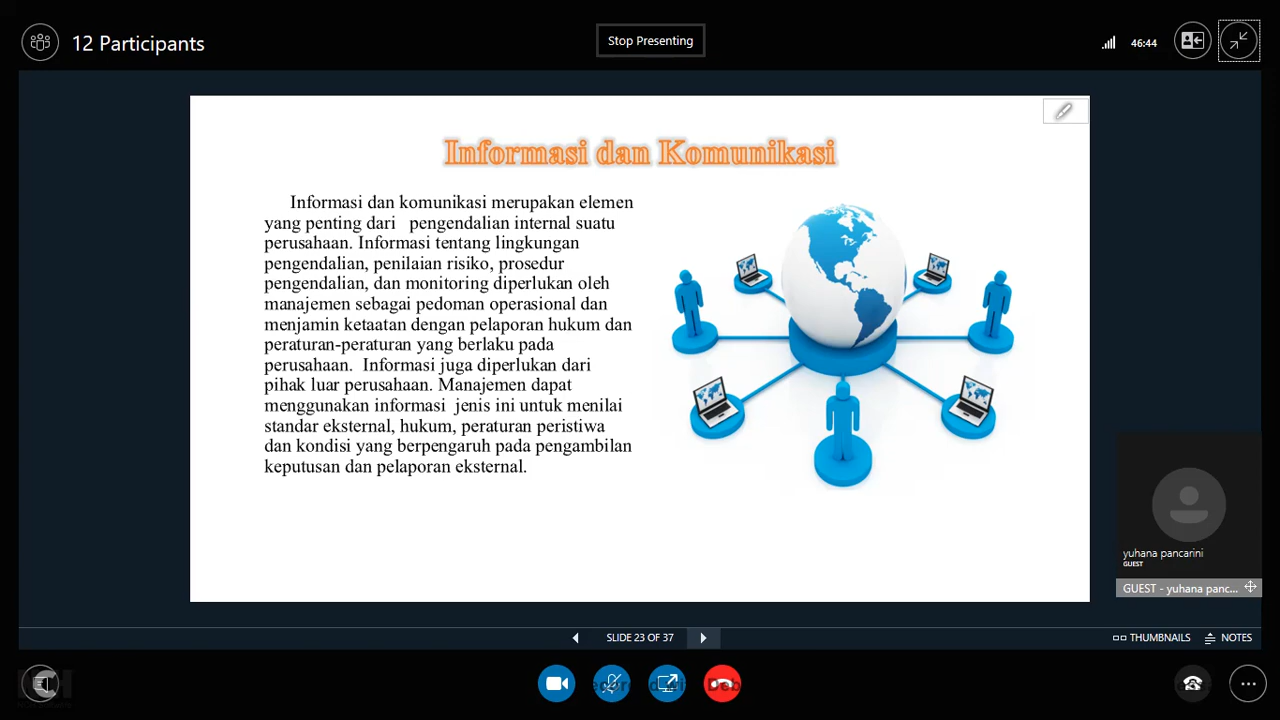 12 Participants
Stop Presenting
46:44
Informasi dan Komunikasi
Informasi dan komunikasi merupakan elemen
yang penting dari pengendalian internal suatu
perusahaan. Informasi tentang lingkungan
pengendalian, penilaian risiko, prosedur
pengendalian, dan monitoring diperlukan oleh
manajemen sebagai pedoman operasional dan
menjamin ketaatan dengan pelaporan hukum dan
peraturan-peraturan yang berlaku pada
perusahaan. Informasi juga diperlukan dari
pihak luar perusahaan. Manajemen dapat
menggunakan informasi jenis ini untuk menilai
standar eksternal, hukum, peraturan peristiwa
dan kondisi yang berpengaruh pada pengambilan
keputusan dan pelaporan eksternal.
yuhana pancarini
GUEST
GUEST - yuhana panc...
SLIDE 23 OF 37
THUMBNAILS
NOTES